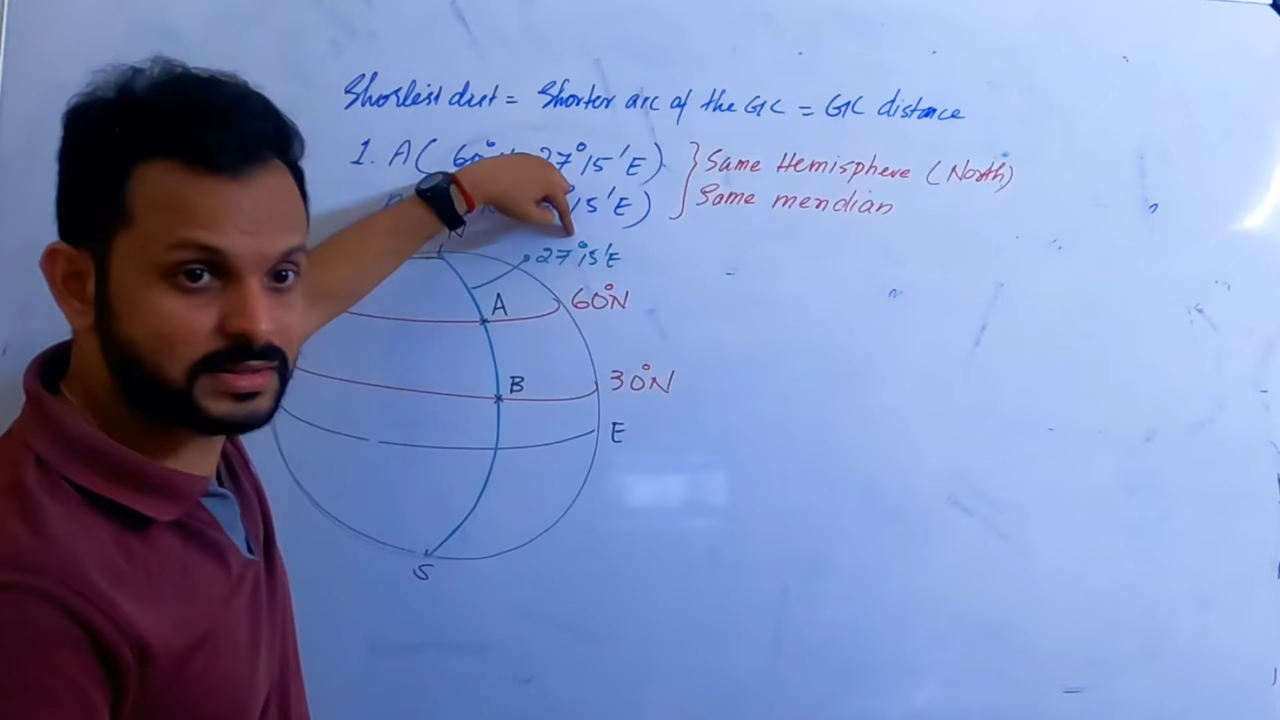 Shortest dist = Shorter arc of the GC = GC distance
1. A( 60°N 27°15'E) } Same Hemisphere (North)
15'E) Same meridian
N
27°15'E
A 60°N
B 30°N
E
S